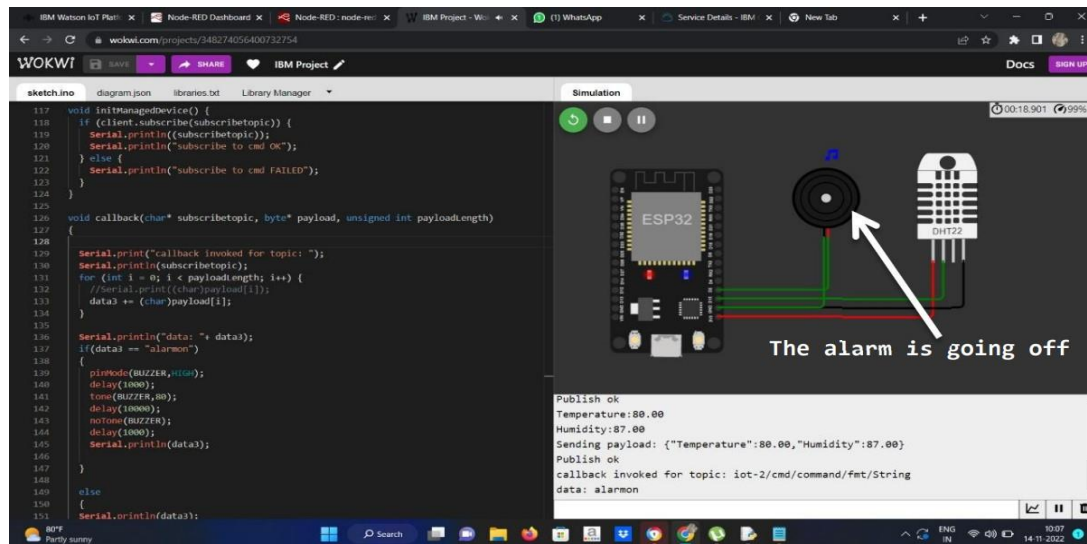 IBM Watson IoT Platf
Node-RED Dashboard
Node-RED : node-red
IBM Project - Wo
(1) WhatsApp
Service Details - IBM
New Tab
wokwi.com/projects/348274056400732754
WOKWI
SAVE
SHARE
IBM Project
Docs
SIGN UP
sketch.ino
diagram.json
libraries.txt
Library Manager
Simulation
117 void initManagedDevice() {
118 if (client.subscribe(subscribetopic)) {
119 Serial.println((subscribetopic));
120 Serial.println("subscribe to cmd OK");
121 } else {
122 Serial.println("subscribe to cmd FAILED");
123 }
124 }
125
126 void callback(char* subscribetopic, byte* payload, unsigned int payloadLength)
127 {
128
129 Serial.print("callback invoked for topic: ");
130 Serial.println(subscribetopic);
131 for (int i = 0; i < payloadLength; i++) {
132 //Serial.print((char)payload[i]);
133 data3 += (char)payload[i];
134 }
135
136 Serial.println("data: "+ data3);
137 if(data3 == "alarmon")
138 {
139 pinMode(BUZZER,HIGH);
140 delay(1000);
141 tone(BUZZER,80);
142 delay(10000);
143 noTone(BUZZER);
144 delay(1000);
145 Serial.println(data3);
146
147 }
148
149 else
150 {
151 Serial.println(data3);
00:18.901
99%
ESP32
DHT22
The alarm is going off
Publish ok
Temperature:80.00
Humidity:87.00
Sending payload: {"Temperature":80.00,"Humidity":87.00}
Publish ok
callback invoked for topic: iot-2/cmd/command/fmt/String
data: alarmon
80°F
Partly sunny
Search
ENG
IN
10:07
14-11-2022